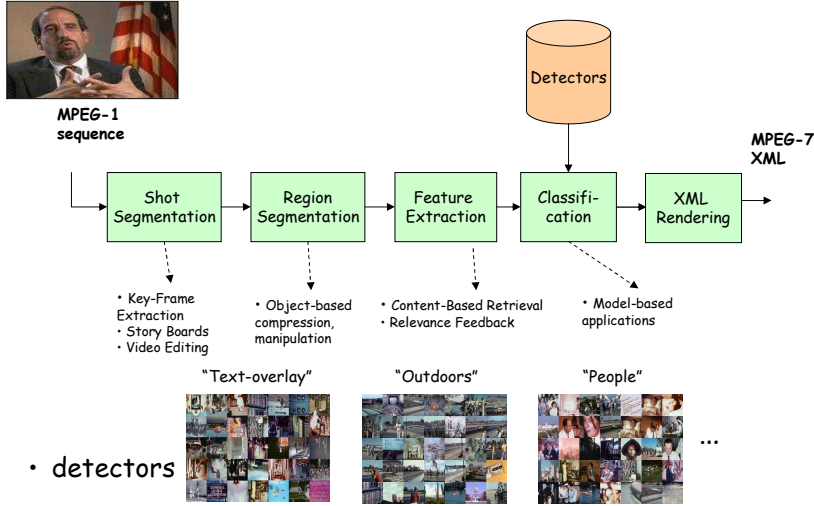 Detectors
MPEG-1
sequence
MPEG-7
XML
Shot
Segmentation
Region
Segmentation
Feature
Extraction
Classifi-
cation
XML
Rendering
• Key-Frame
Extraction
• Story Boards
• Video Editing
• Object-based
compression,
manipulation
• Content-Based Retrieval
• Relevance Feedback
• Model-based
applications
“Text-overlay”
“Outdoors”
“People”
...
• detectors